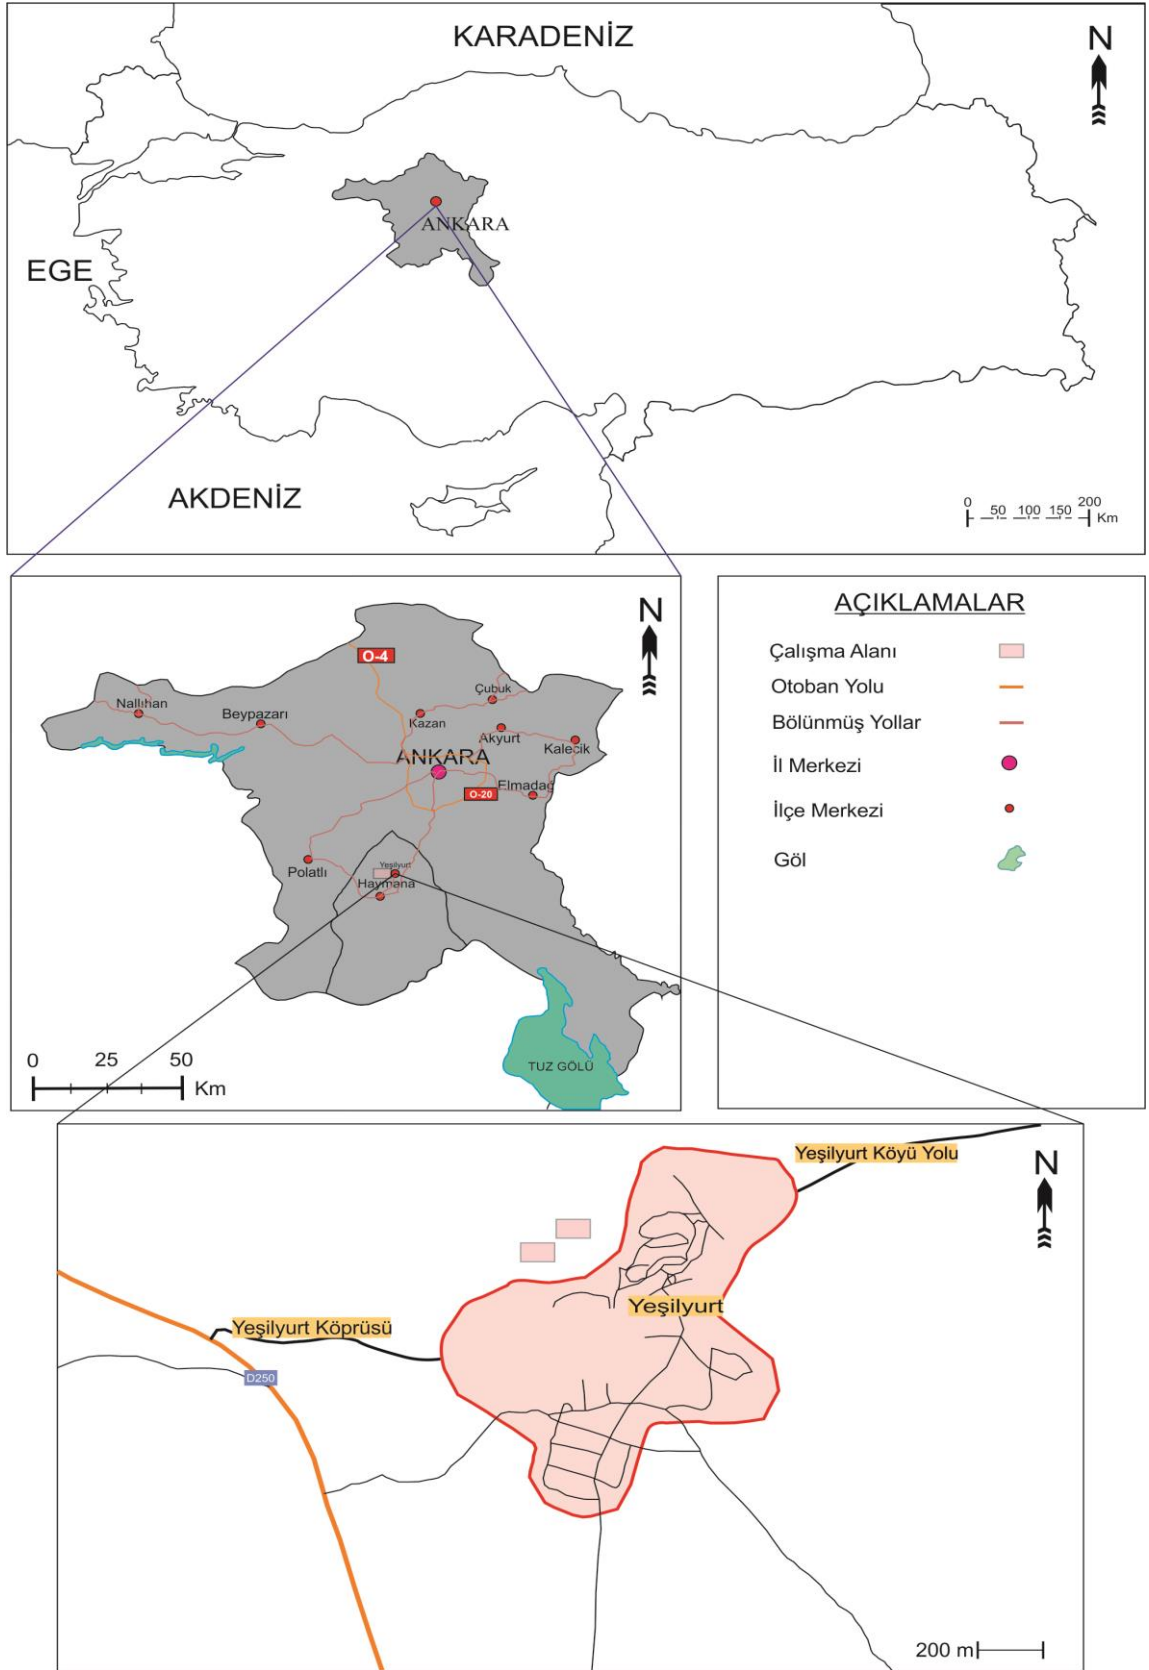 KARADENİZ
N
ANKARA
EGE
AKDENİZ
0 50 100 150 200 Km
N
O-4
Çubuk
Nallıhan
Beypazarı
Kazan
Akyurt
Kalecik
ANKARA
Elmadağ
O-20
Polatlı
Yeşilyurt
Haymana
TUZ GÖLÜ
0 25 50 Km
AÇIKLAMALAR
Çalışma Alanı
Otoban Yolu
Bölünmüş Yollar
İl Merkezi
İlçe Merkezi
Göl
Yeşilyurt Köyü Yolu
N
Yeşilyurt
Yeşilyurt Köprüsü
D250
200 m